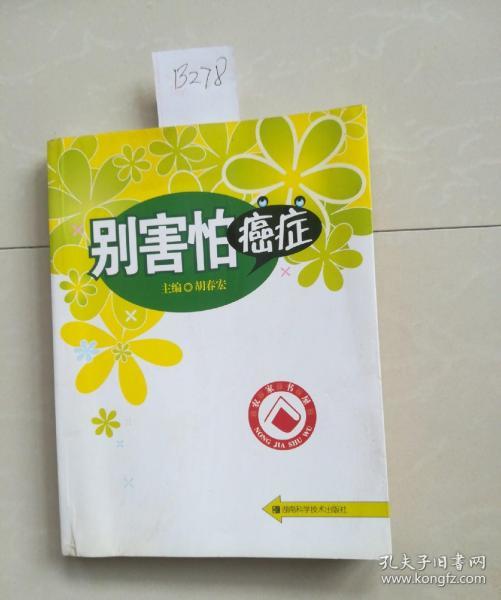 B278
别害怕癌症
主编◎胡春宏
农家书屋
NONG JIA SHU WU
湖南科学技术出版社
孔夫子旧书网
www.kongfz.com